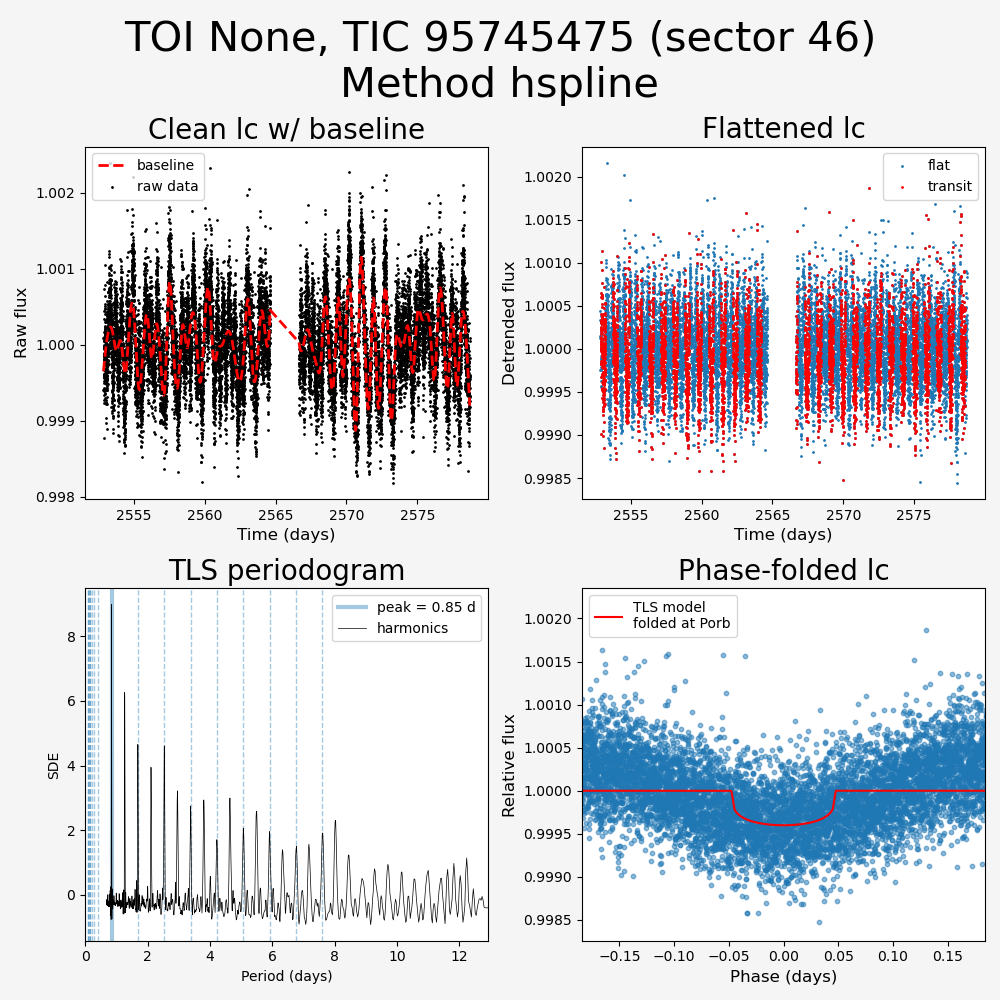 TOI None, TIC 95745475 (sector 46)
Method hspline
Clean lc w/ baseline
baseline
raw data
1.002
1.001
1.000
0.999
0.998
Raw flux
2555
2560
2565
2570
2575
Time (days)
Flattened lc
flat
transit
1.0020
1.0015
1.0010
1.0005
1.0000
0.9995
0.9990
0.9985
Detrended flux
2555
2560
2565
2570
2575
Time (days)
TLS periodogram
peak = 0.85 d
harmonics
8
6
4
2
0
SDE
0
2
4
6
8
10
12
Period (days)
Phase-folded lc
TLS model
folded at Porb
1.0020
1.0015
1.0010
1.0005
1.0000
0.9995
0.9990
0.9985
Relative flux
−0.15
−0.10
−0.05
0.00
0.05
0.10
0.15
Phase (days)